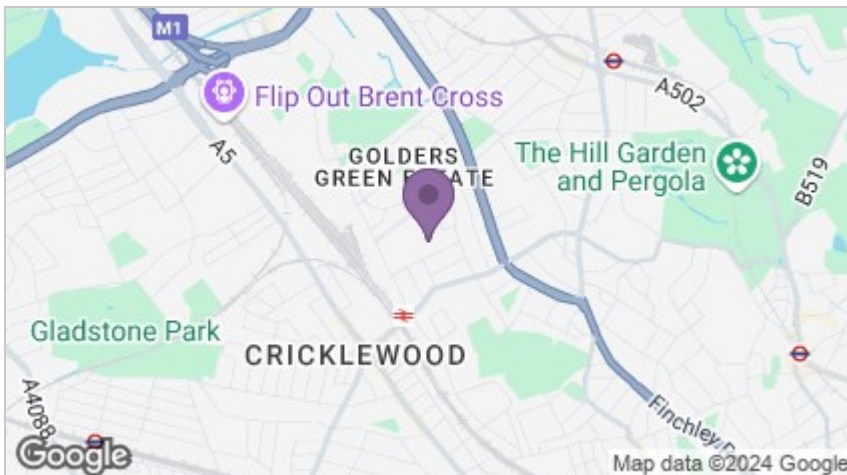 M1
Flip Out Brent Cross
A502
A5
GOLDERS
GREEN ESTATE
The Hill Garden
and Pergola
B519
Gladstone Park
CRICKLEWOOD
A4088
Finchley
Google
Map data ©2024 Google